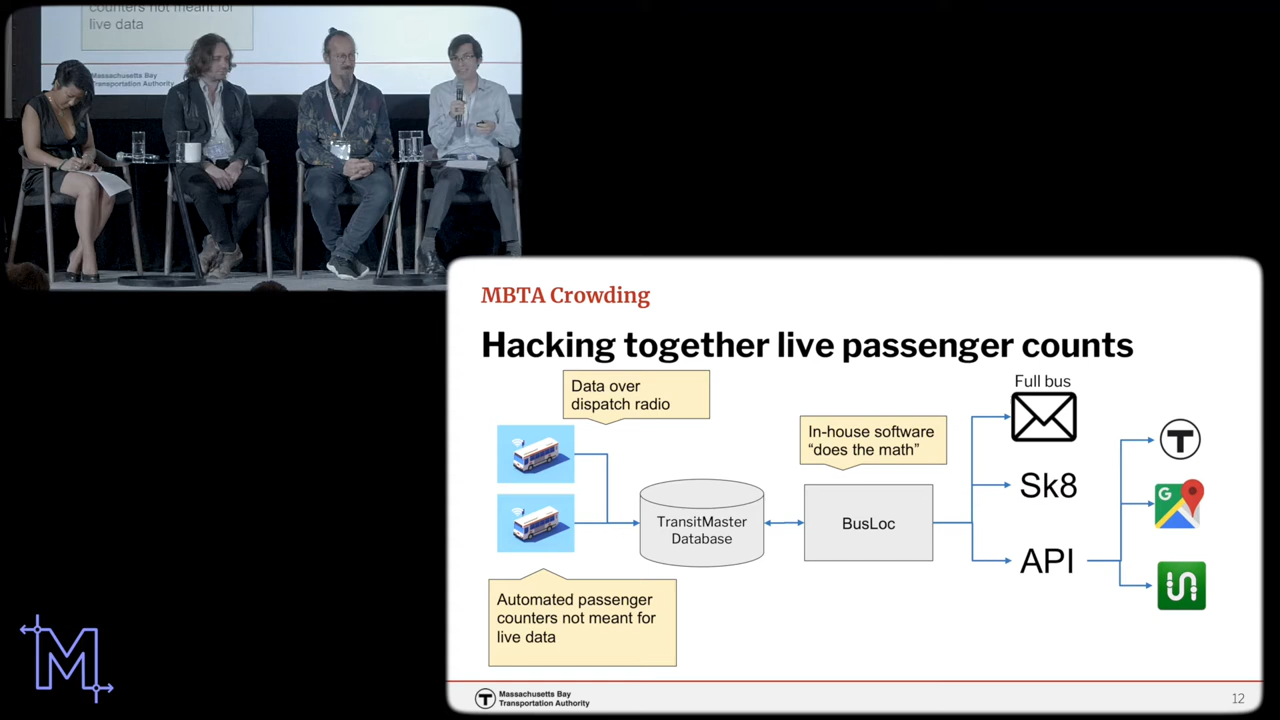 counters not meant for
live data
Massachusetts Bay
Transportation Authority
MBTA Crowding
Hacking together live passenger counts
Data over
dispatch radio
Full bus
In-house software
“does the math”
T
G
Sk8
TransitMaster
Database
BusLoc
API
Automated passenger
counters not meant for
live data
M
T
Massachusetts Bay
Transportation Authority
12